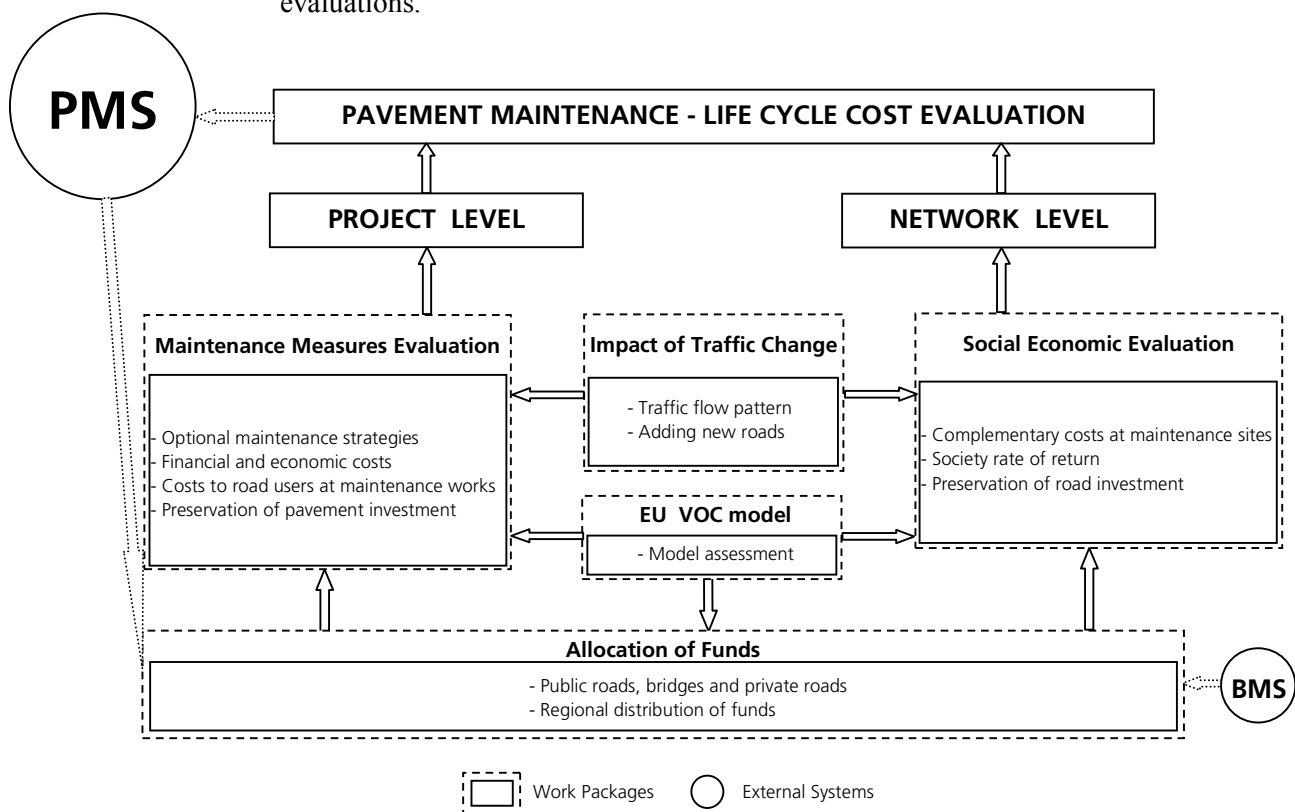 evaluations.
PMS
PAVEMENT MAINTENANCE - LIFE CYCLE COST EVALUATION
PROJECT LEVEL
NETWORK LEVEL
Maintenance Measures Evaluation
- Optional maintenance strategies
- Financial and economic costs
- Costs to road users at maintenance works
- Preservation of pavement investment
Impact of Traffic Change
- Traffic flow pattern
- Adding new roads
EU VOC model
- Model assessment
Social Economic Evaluation
- Complementary costs at maintenance sites
- Society rate of return
- Preservation of road investment
Allocation of Funds
- Public roads, bridges and private roads
- Regional distribution of funds
BMS
Work Packages
External Systems